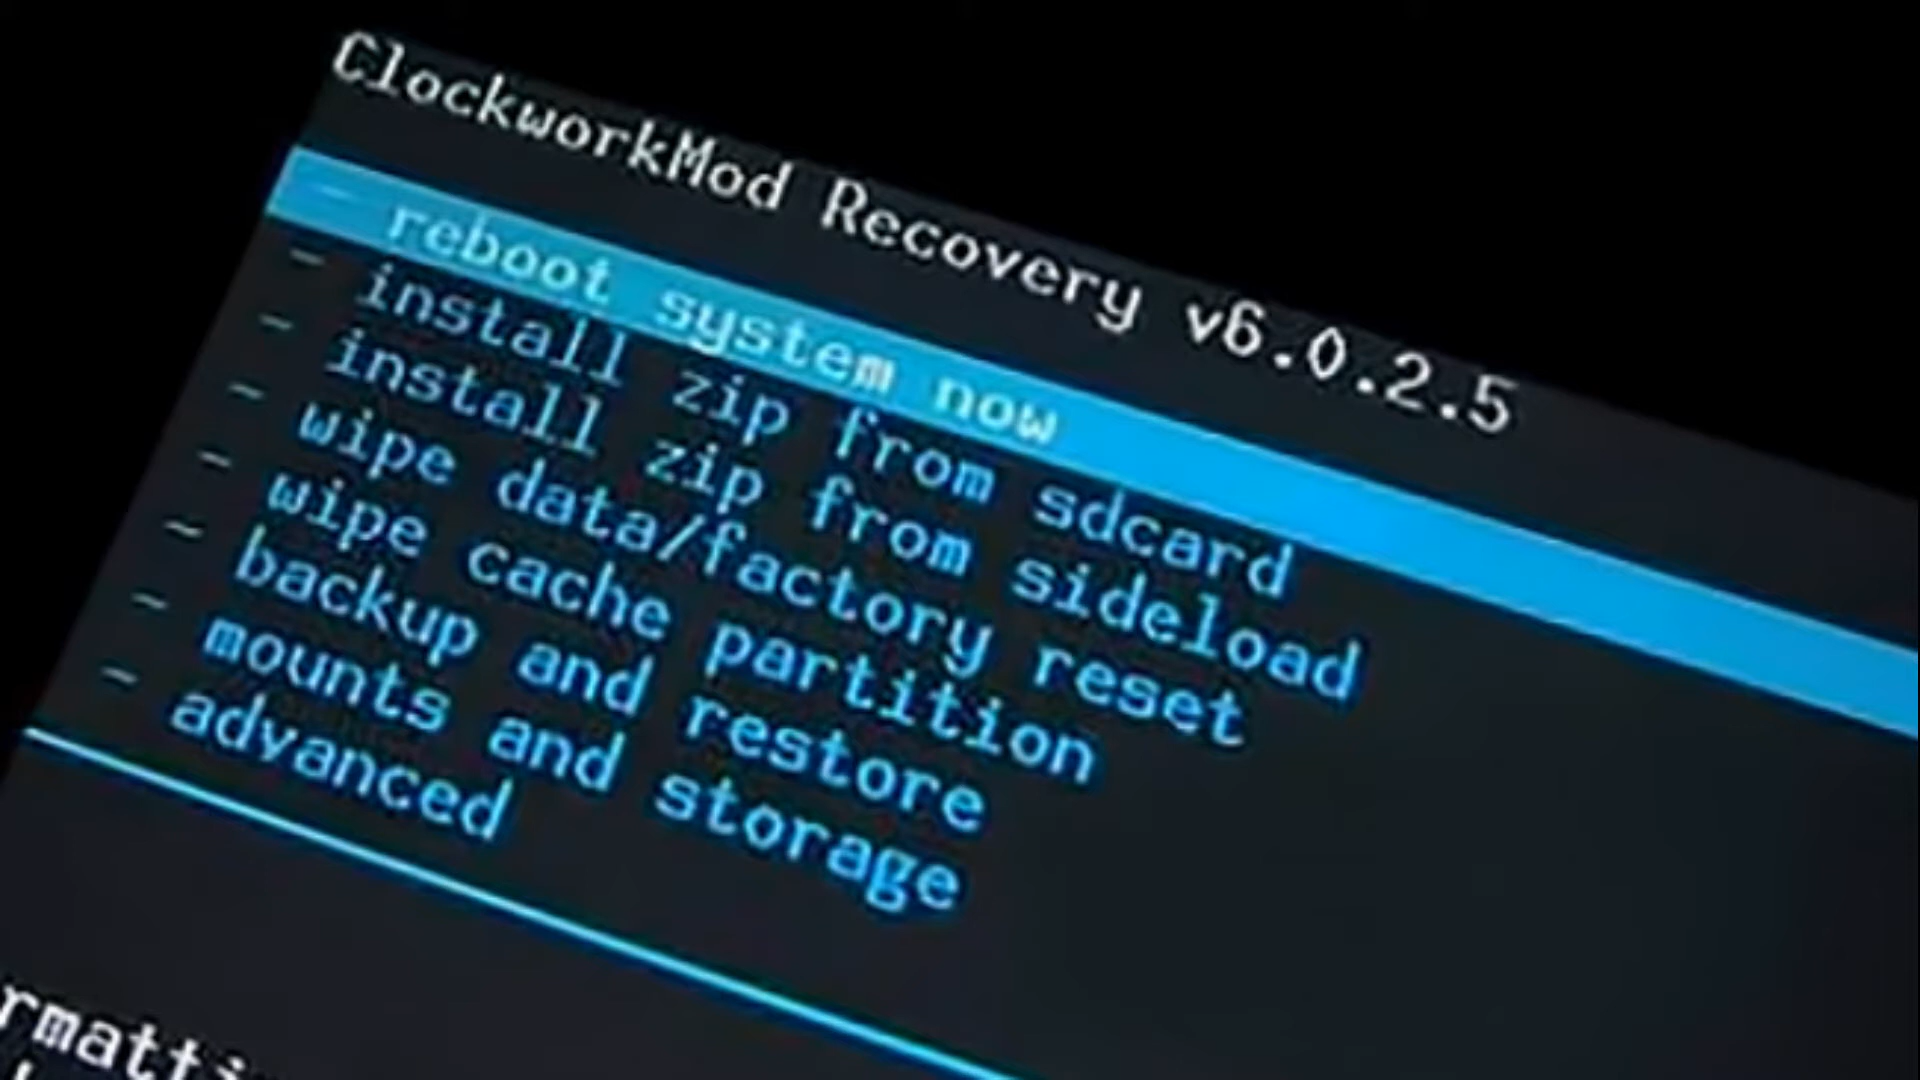 ClockworkMod Recovery v6.0.2.5
- reboot system now
- install zip from sdcard
- install zip from sideload
- wipe data/factory reset
- wipe cache partition
- backup and restore
- mounts and storage
- advanced